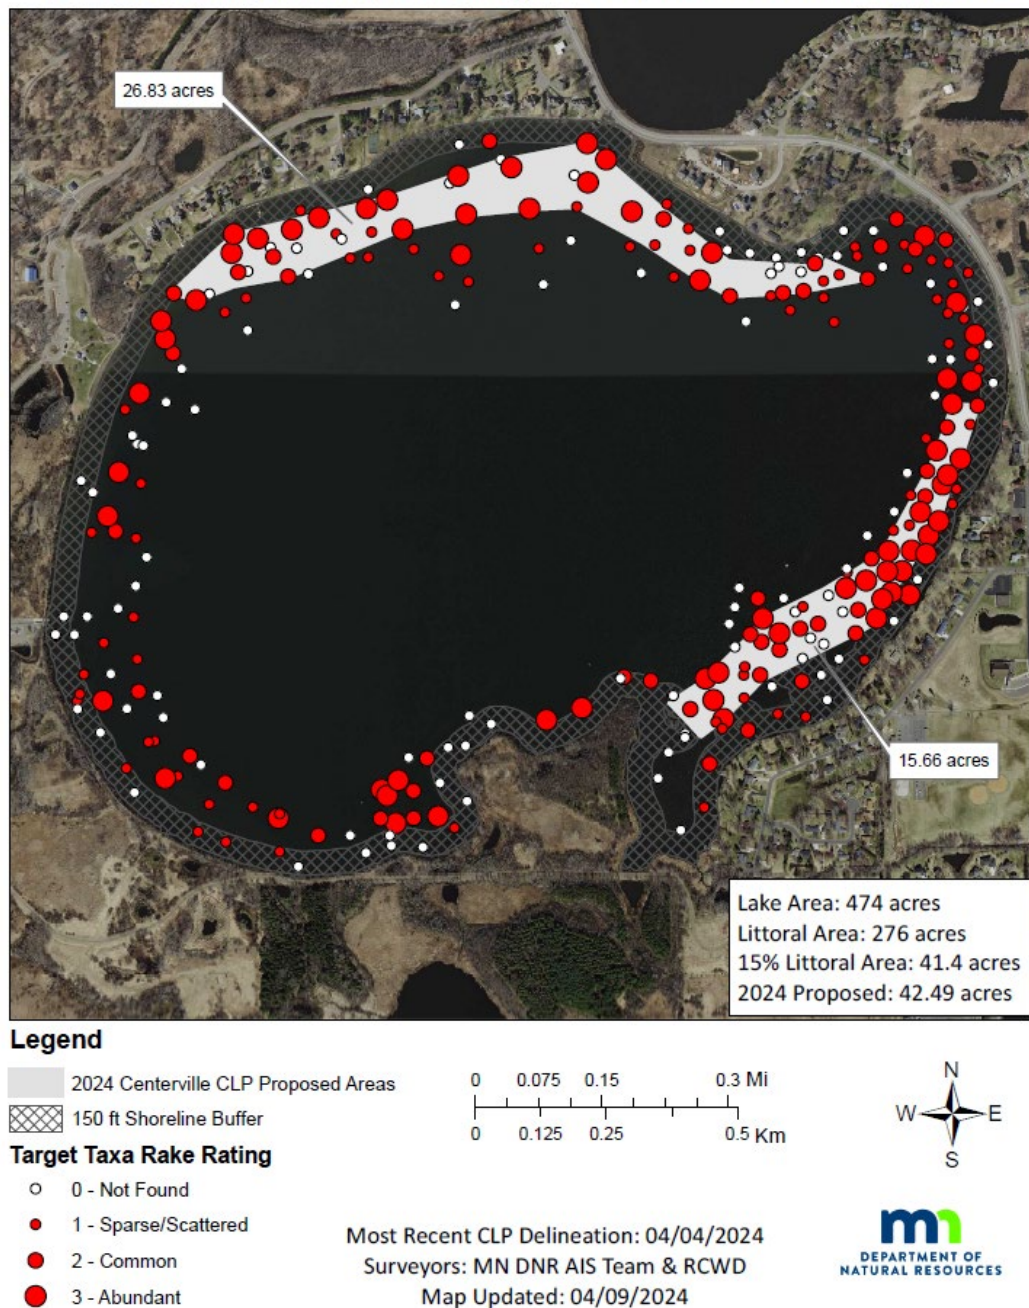 26.83 acres
15.66 acres
Lake Area: 474 acres
Littoral Area: 276 acres
15% Littoral Area: 41.4 acres
2024 Proposed: 42.49 acres
Legend
2024 Centerville CLP Proposed Areas
150 ft Shoreline Buffer
Target Taxa Rake Rating
0 - Not Found
1 - Sparse/Scattered
2 - Common
3 - Abundant
0 0.075 0.15 0.3 Mi
0 0.125 0.25 0.5 Km
N
W E
S
Most Recent CLP Delineation: 04/04/2024
Surveyors: MN DNR AIS Team & RCWD
Map Updated: 04/09/2024
mn
DEPARTMENT OF
NATURAL RESOURCES